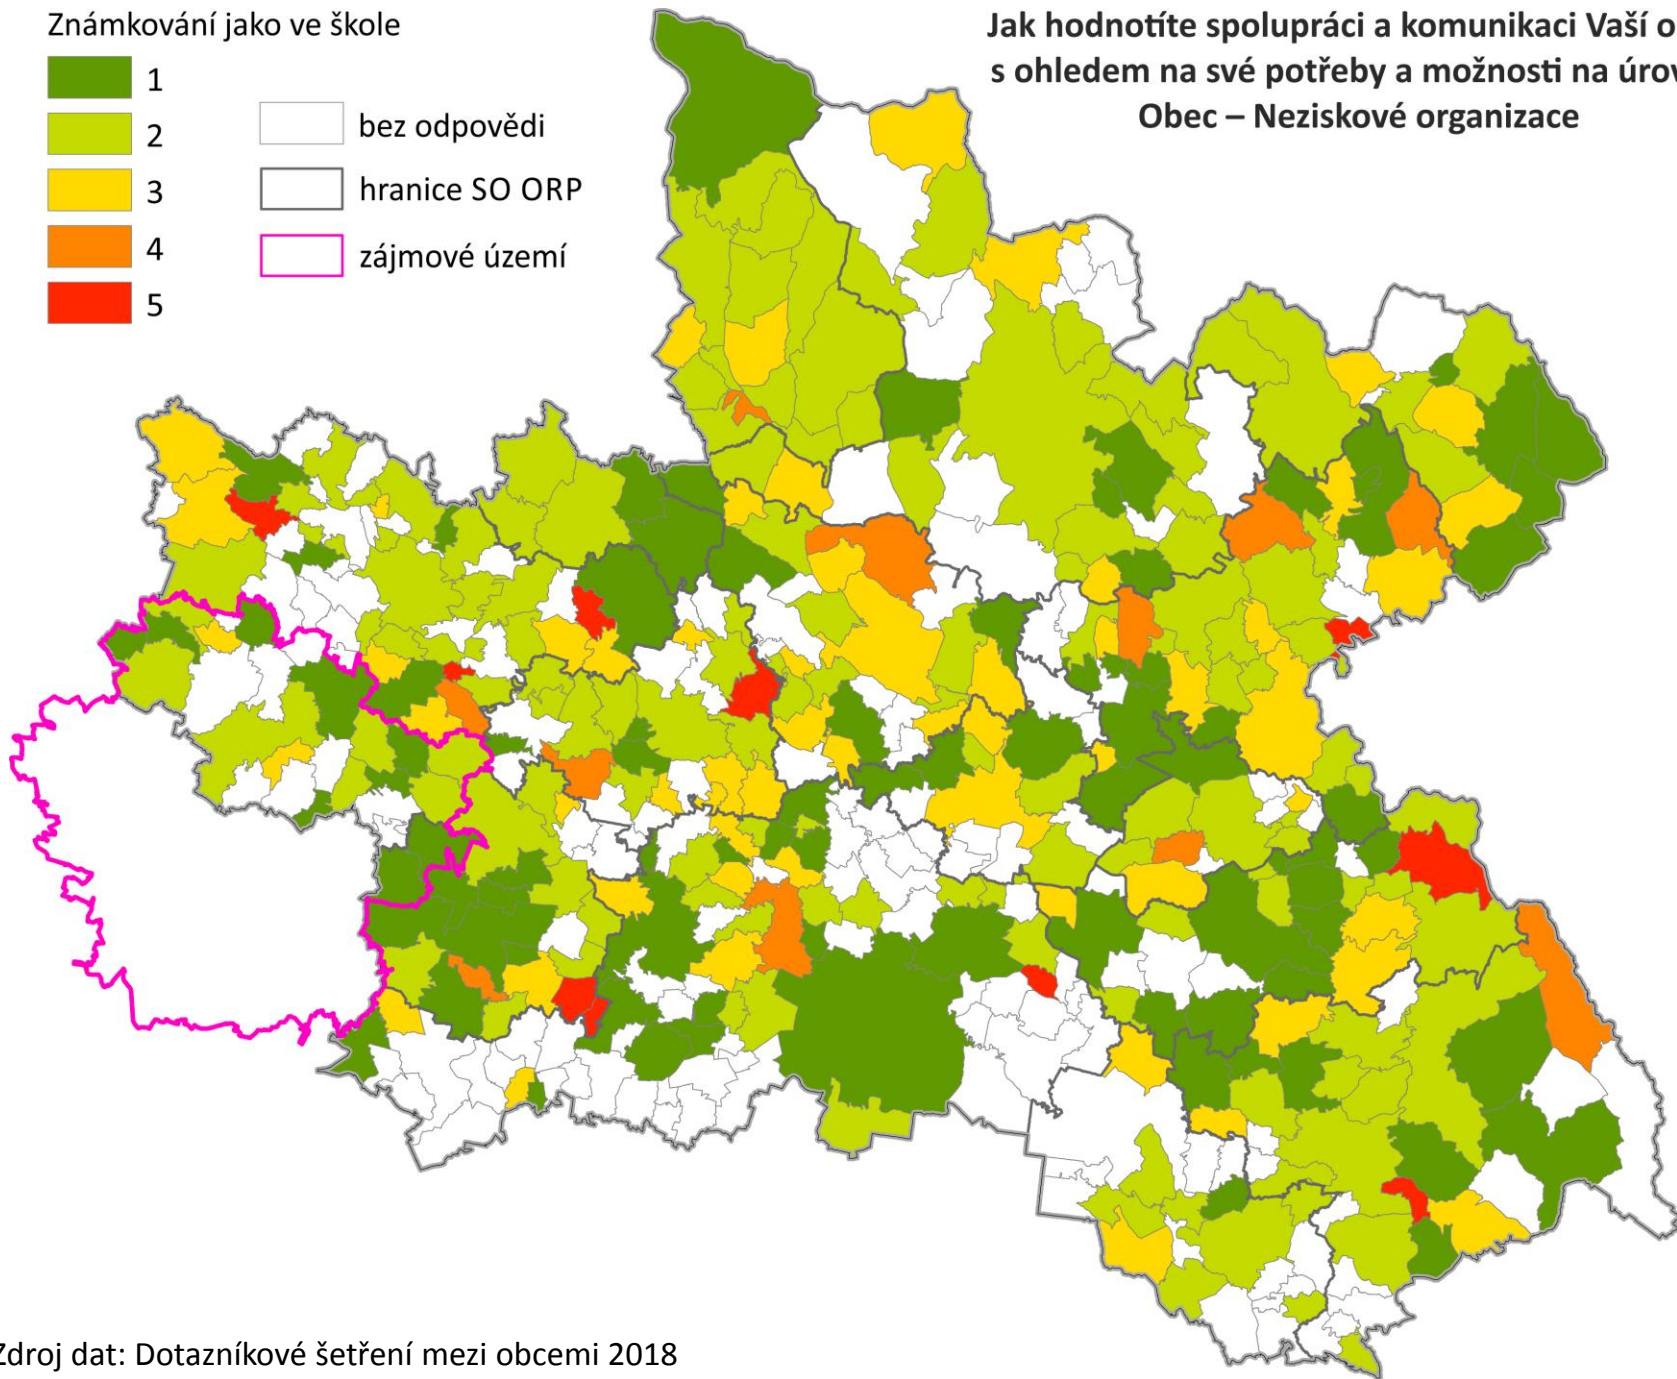 Známkování jako ve škole
1
2
3
4
5
bez odpovědi
hranice SO ORP
zájmové území
Jak hodnotíte spolupráci a komunikaci Vaší
s ohledem na své potřeby a možnosti na
Obec – Neziskové organizace
Zdroj dat: Dotazníkové šetření mezi obcemi 2018